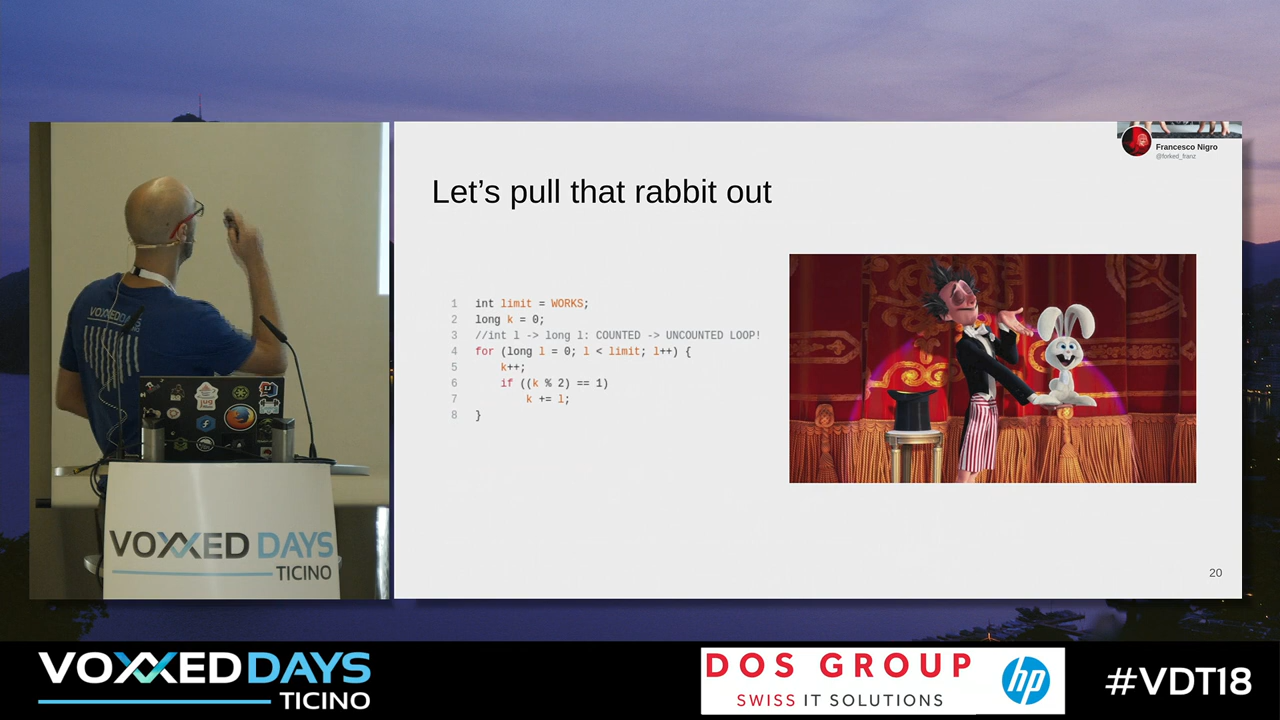 Francesco Nigro
@forked_franz
Let's pull that rabbit out
1 int limit = WORKS;
2 long k = 0;
3 //int l -> long l: COUNTED -> UNCOUNTED LOOP!
4 for (long l = 0; l < limit; l++) {
5 k++;
6 if ((k % 2) == 1)
7 k += l;
8 }
20
VOXXED
VOXXED DAYS
TICINO
VOXXED DAYS
TICINO
DOS GROUP
SWISS IT SOLUTIONS
hp
#VDT18